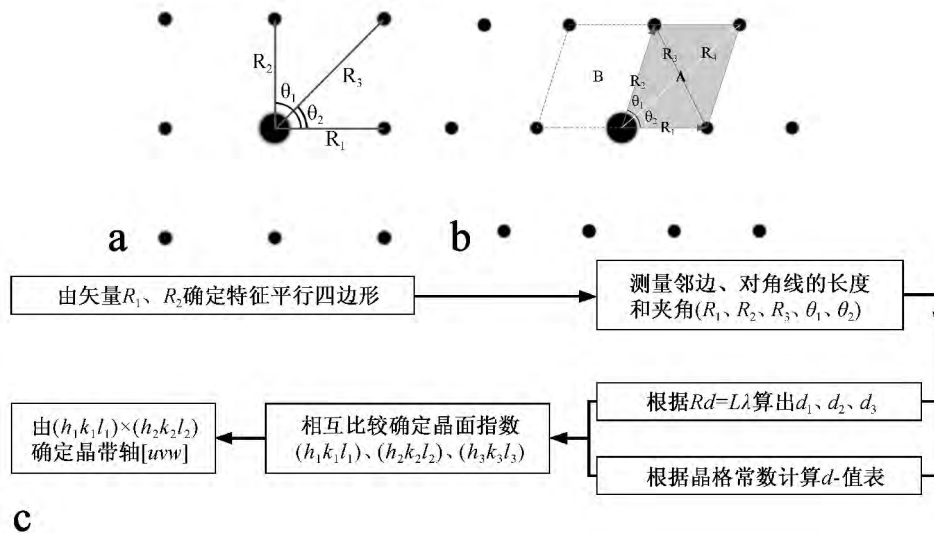 R₂
R₃
θ₁
θ₂
R₁
a
B
R₂
R₃
R₄
A
θ₁
θ₂
R₁
b
由矢量R₁、R₂确定特征平行四边形
测量邻边、对角线的长度
和夹角(R₁、R₂、R₃、θ₁、θ₂)
根据Rd=Lλ算出d₁、d₂、d₃
根据晶格常数计算d-值表
相互比较确定晶面指数
(h₁k₁l₁)、(h₂k₂l₂)、(h₃k₃l₃)
由(h₁k₁l₁)×(h₂k₂l₂)
确定晶带轴[uvw]
c